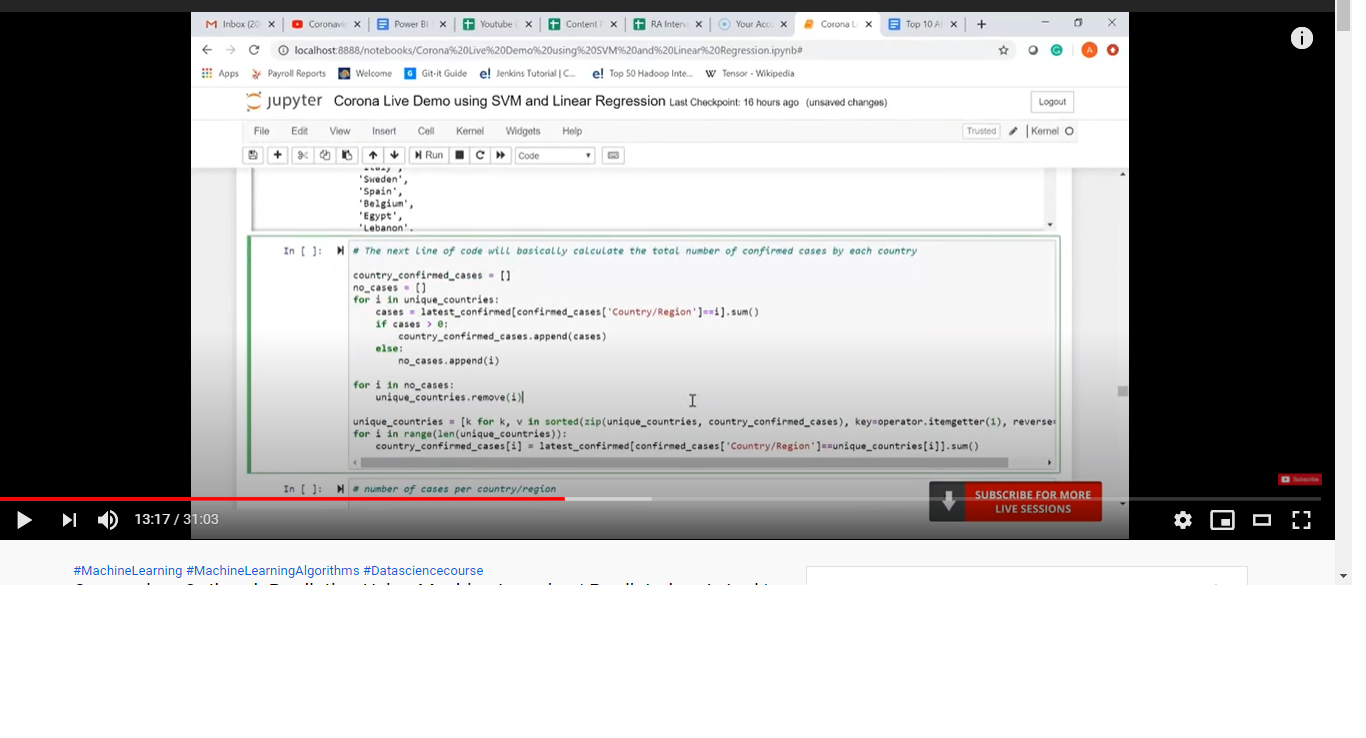 Inbox (20 Coronavi Power BI Youtube Content RA Interv Your Acc Corona L Top 10 A
localhost:8888/notebooks/Corona%20Live%20Demo%20using%20SVM%20and%20Linear%20Regression.ipynb#
Apps Payroll Reports Welcome Git-it Guide Jenkins Tutorial | C... Top 50 Hadoop Inte... Tensor - Wikipedia
jupyter Corona Live Demo using SVM and Linear Regression Last Checkpoint: 16 hours ago (unsaved changes) Logout
File Edit View Insert Cell Kernel Widgets Help Trusted Kernel
Run Code
'Italy',
'Sweden',
'Spain',
'Belgium',
'Egypt',
'Lebanon',
In [ ]: # The next line of code will basically calculate the total number of confirmed cases by each country
country_confirmed_cases = []
no_cases = []
for i in unique_countries:
    cases = latest_confirmed[confirmed_cases['Country/Region']==i].sum()
    if cases > 0:
        country_confirmed_cases.append(cases)
    else:
        no_cases.append(i)
for i in no_cases:
    unique_countries.remove(i)
unique_countries = [k for k, v in sorted(zip(unique_countries, country_confirmed_cases), key=operator.itemgetter(1), reverse=
for i in range(len(unique_countries)):
    country_confirmed_cases[i] = latest_confirmed[confirmed_cases['Country/Region']==unique_countries[i]].sum()
In [ ]: # number of cases per country/region
Subscribe
SUBSCRIBE FOR MORE
LIVE SESSIONS
13:17 / 31:03
#MachineLearning #MachineLearningAlgorithms #Datasciencecourse